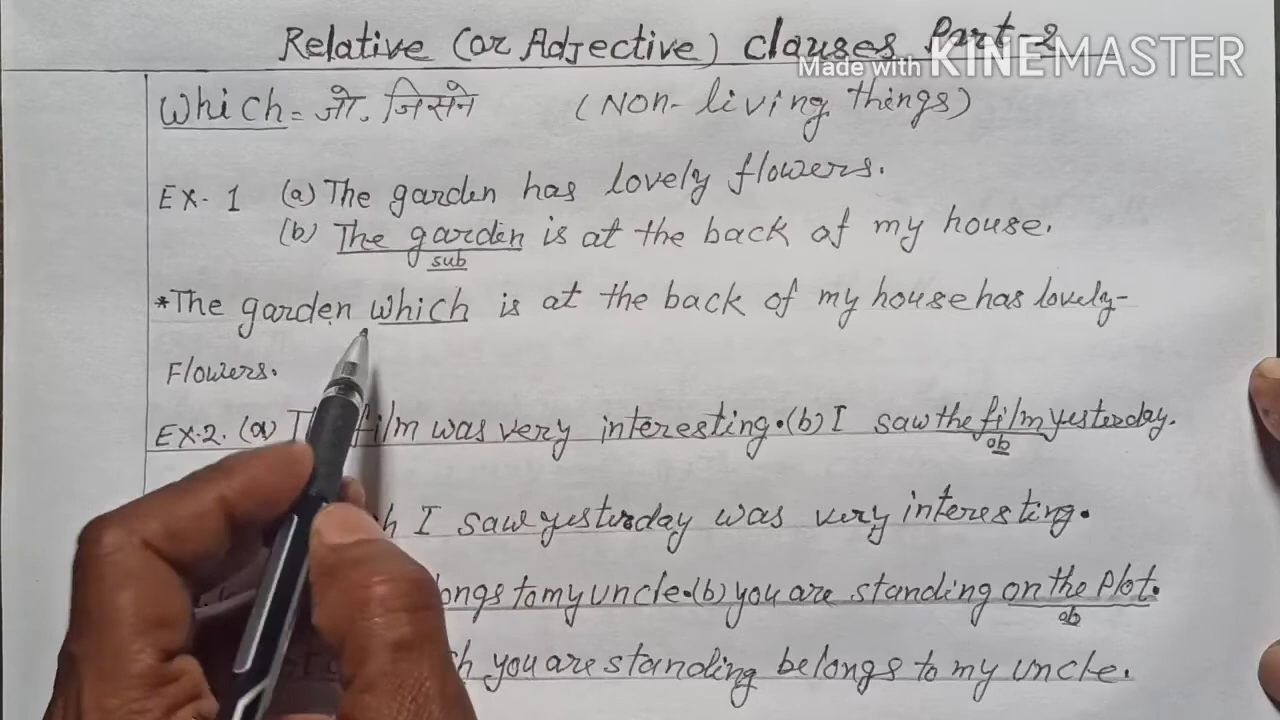 Relative (or Adjective) Clauses Part-2
Made with KINEMASTER
Which = जो, जिसने (Non-living things)
EX- 1 (a) The garden has lovely flowers.
(b) The garden is at the back of my house.
sub
*The garden which is at the back of my house has lovely-
Flowers.
EX.2. (a) film was very interesting. (b) I saw the film yesterday.
ob
I saw yesterday was very interesting.
to my uncle. (b) you are standing on the Plot.
ob
you are standing belongs to my uncle.